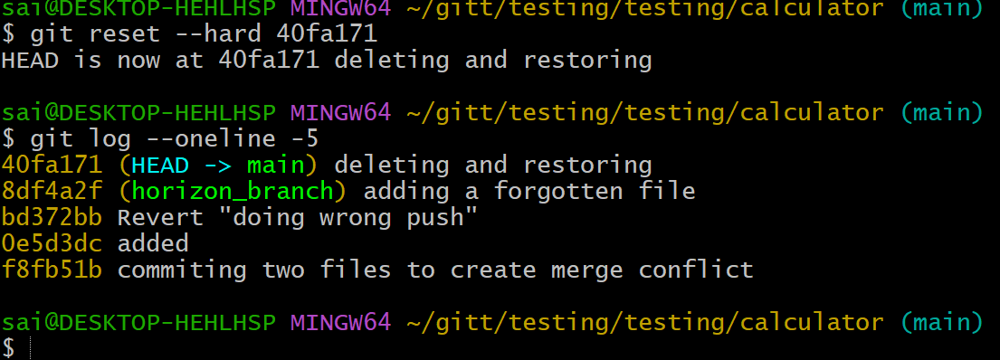 sai@DESKTOP-HEHLHSP MINGW64 ~/gitt/testing/testing/calculator (main)
$ git reset --hard 40fa171
HEAD is now at 40fa171 deleting and restoring
sai@DESKTOP-HEHLHSP MINGW64 ~/gitt/testing/testing/calculator (main)
$ git log --oneline -5
40fa171 (HEAD -> main) deleting and restoring
8df4a2f (horizon_branch) adding a forgotten file
bd372bb Revert "doing wrong push"
0e5d3dc added
f8fb51b commiting two files to create merge conflict
sai@DESKTOP-HEHLHSP MINGW64 ~/gitt/testing/testing/calculator (main)
$